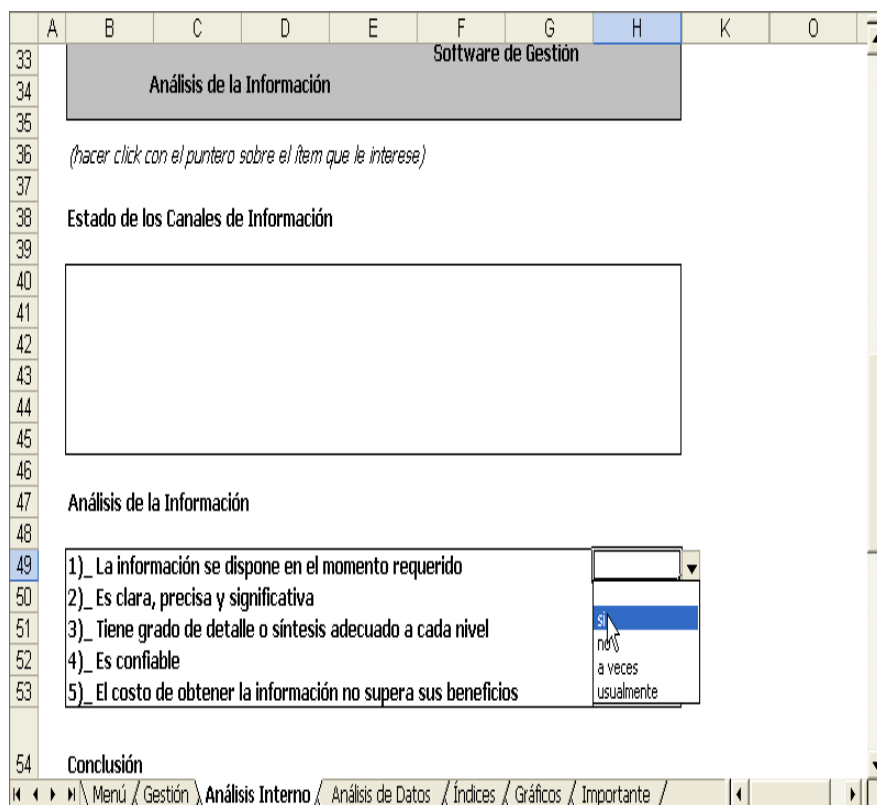 A B C D E F G H K O
33 Software de Gestión
34 Análisis de la Información
35
36 (hacer click con el puntero sobre el ítem que le interese)
37
38 Estado de los Canales de Información
39
40
41
42
43
44
45
46
47 Análisis de la Información
48
49 1)_ La información se dispone en el momento requerido
50 2)_ Es clara, precisa y significativa
51 3)_ Tiene grado de detalle o síntesis adecuado a cada nivel si
52 4)_ Es confiable no
a veces
53 5)_ El costo de obtener la información no supera sus beneficios usualmente
54 Conclusión
Menú Gestión Análisis Interno Análisis de Datos Índices Gráficos Importante